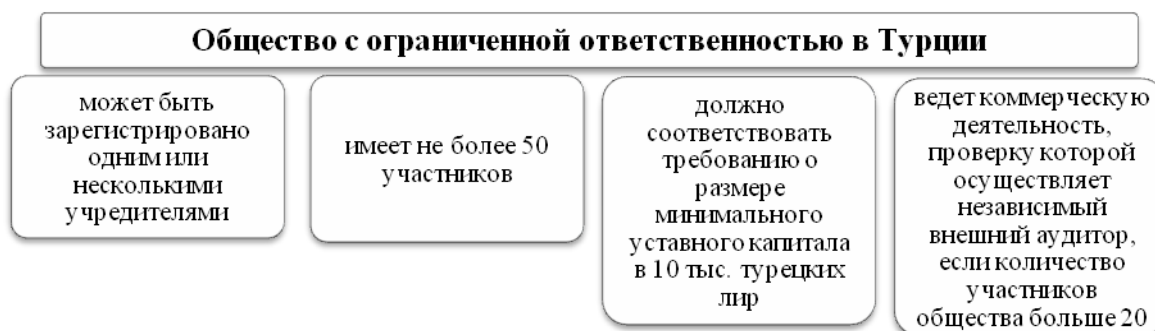 Общество с ограниченной ответственностью в Турции
может быть
зарегистрировано
одним или
несколькими
учредителями
имеет не более 50
участников
должно
соответствовать
требованию о
размере
минимального
уставного капитала
в 10 тыс. турецких
лир
ведет коммерческую
деятельность,
проверку которой
осуществляет
независимый
внешний аудитор,
если количество
участников
общества больше 20